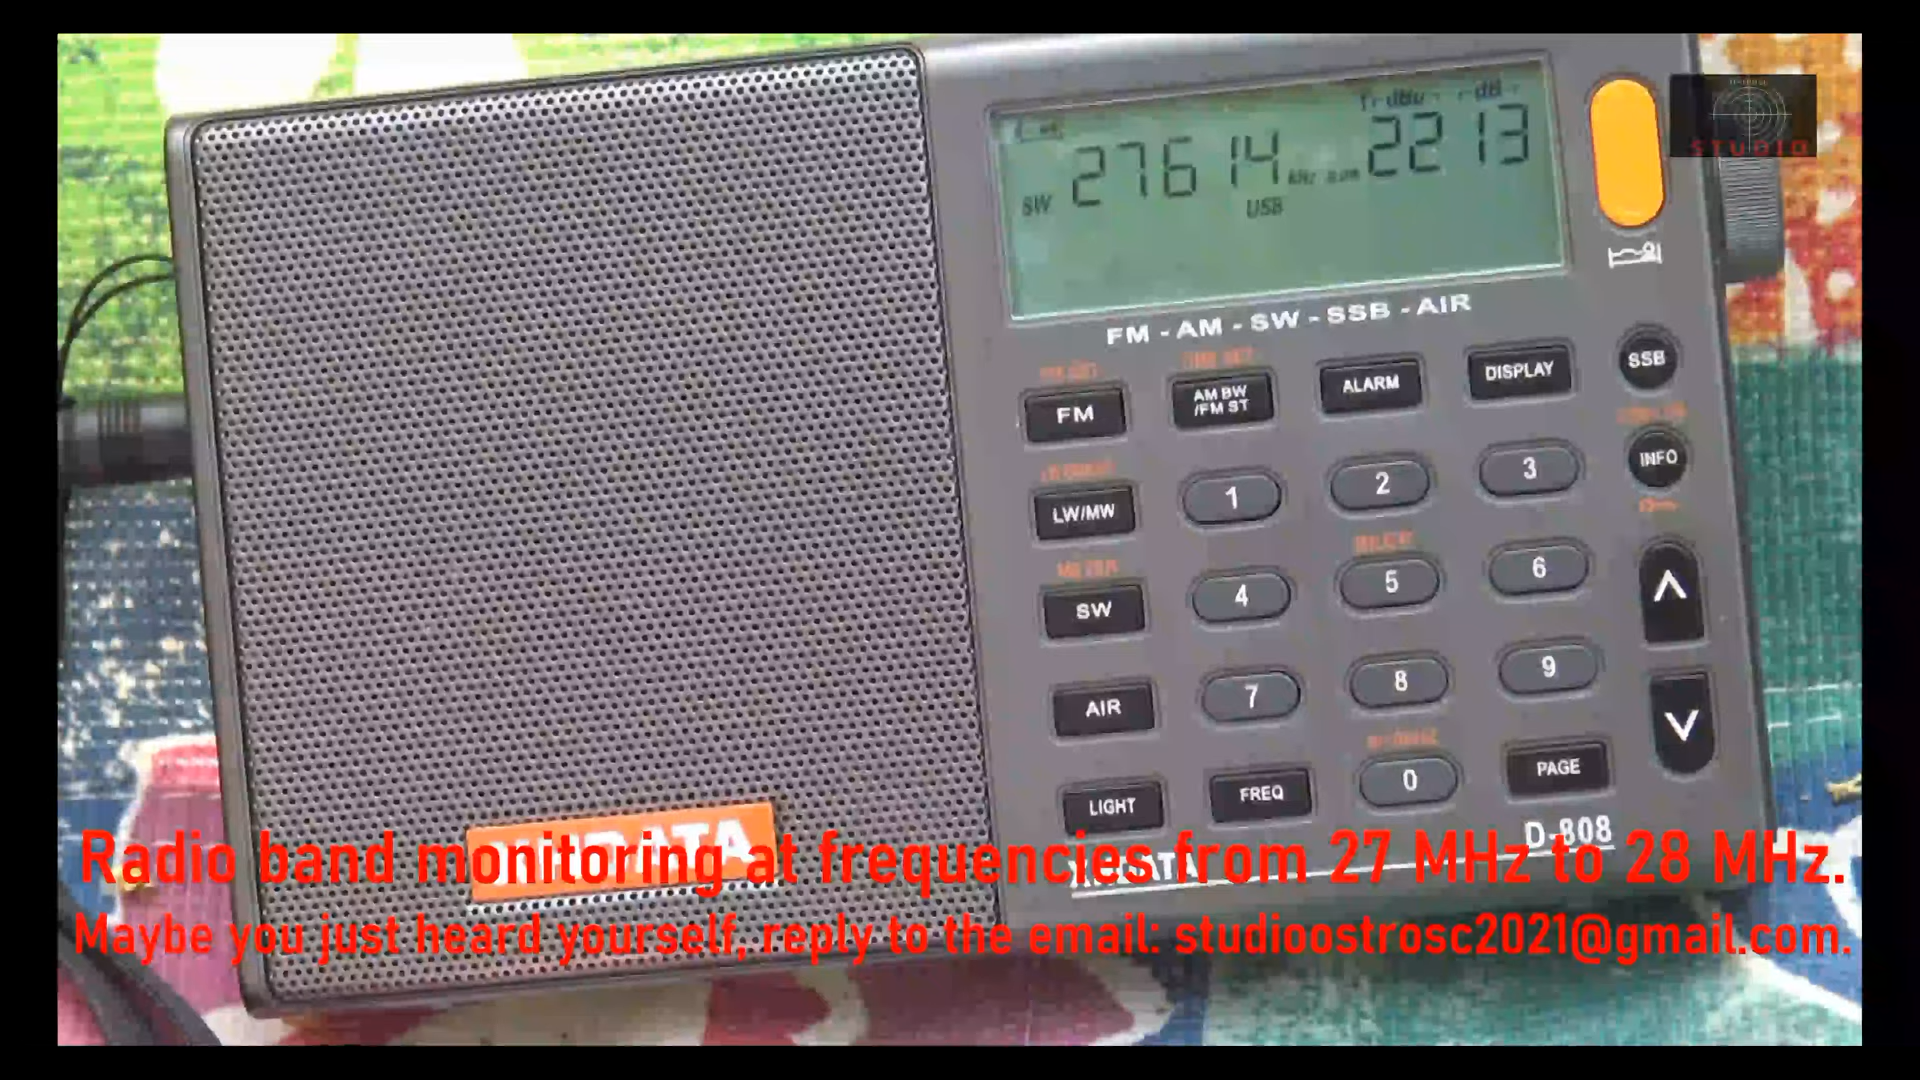 STUDIO
SW 27614 kHz 2213
USB
FM - AM - SW - SSB - AIR
FM
AM BW
/FM ST
ALARM
DISPLAY
SSB
INFO
LW/MW
1
2
3
SW
4
5
6
AIR
7
8
9
LIGHT
FREQ
0
PAGE
D-808
Radio band monitoring at frequencies from 27 MHz to 28 MHz.
Maybe you just heard yourself, reply to the email: studioostrosc2021@gmail.com.